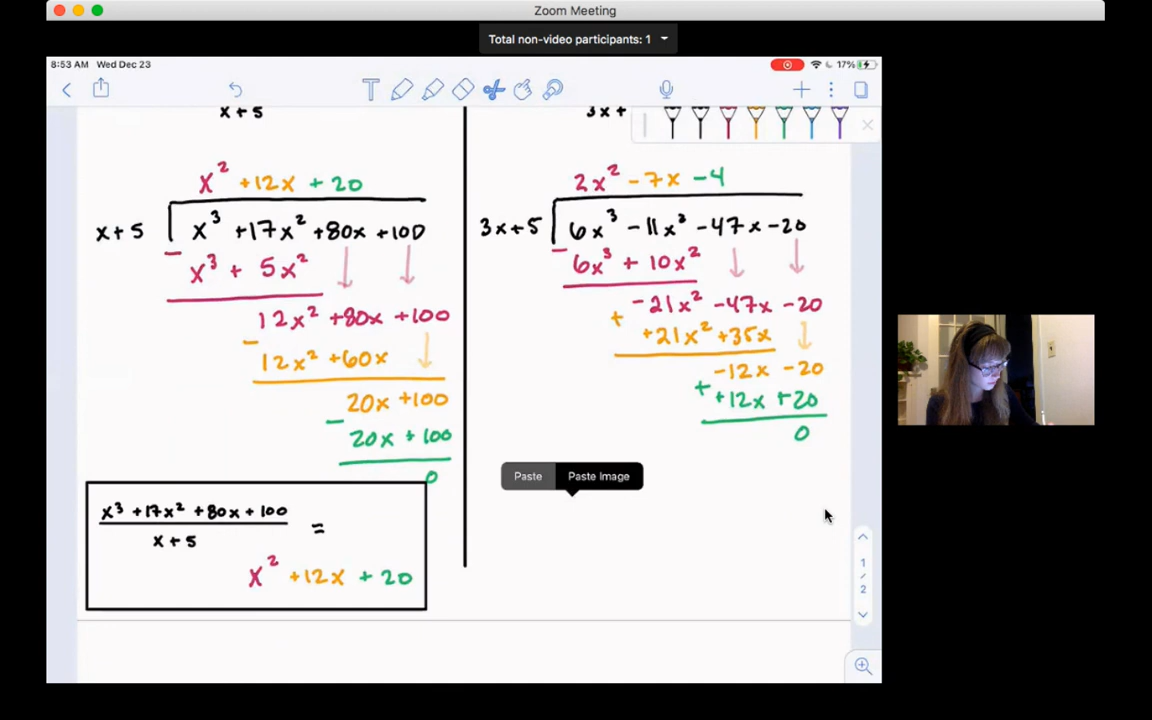 Zoom Meeting
Total non-video participants: 1
8:53 AM Wed Dec 23
17%
x + 5
x² +12x + 20
x + 5
x³ +17x² +80x +100
− x³ + 5x²
12x² +80x +100
− 12x² +60x
20x +100
− 20x + 100
0
x³ +17x² +80x + 100
x + 5
=
x² +12x + 20
3x +
2x² −7x −4
3x+5
6x³ −11x² −47x −20
− 6x³ + 10x²
−21x² −47x −20
+ +21x² +35x
−12x −20
+ +12x +20
0
Paste
Paste Image
1
/
2